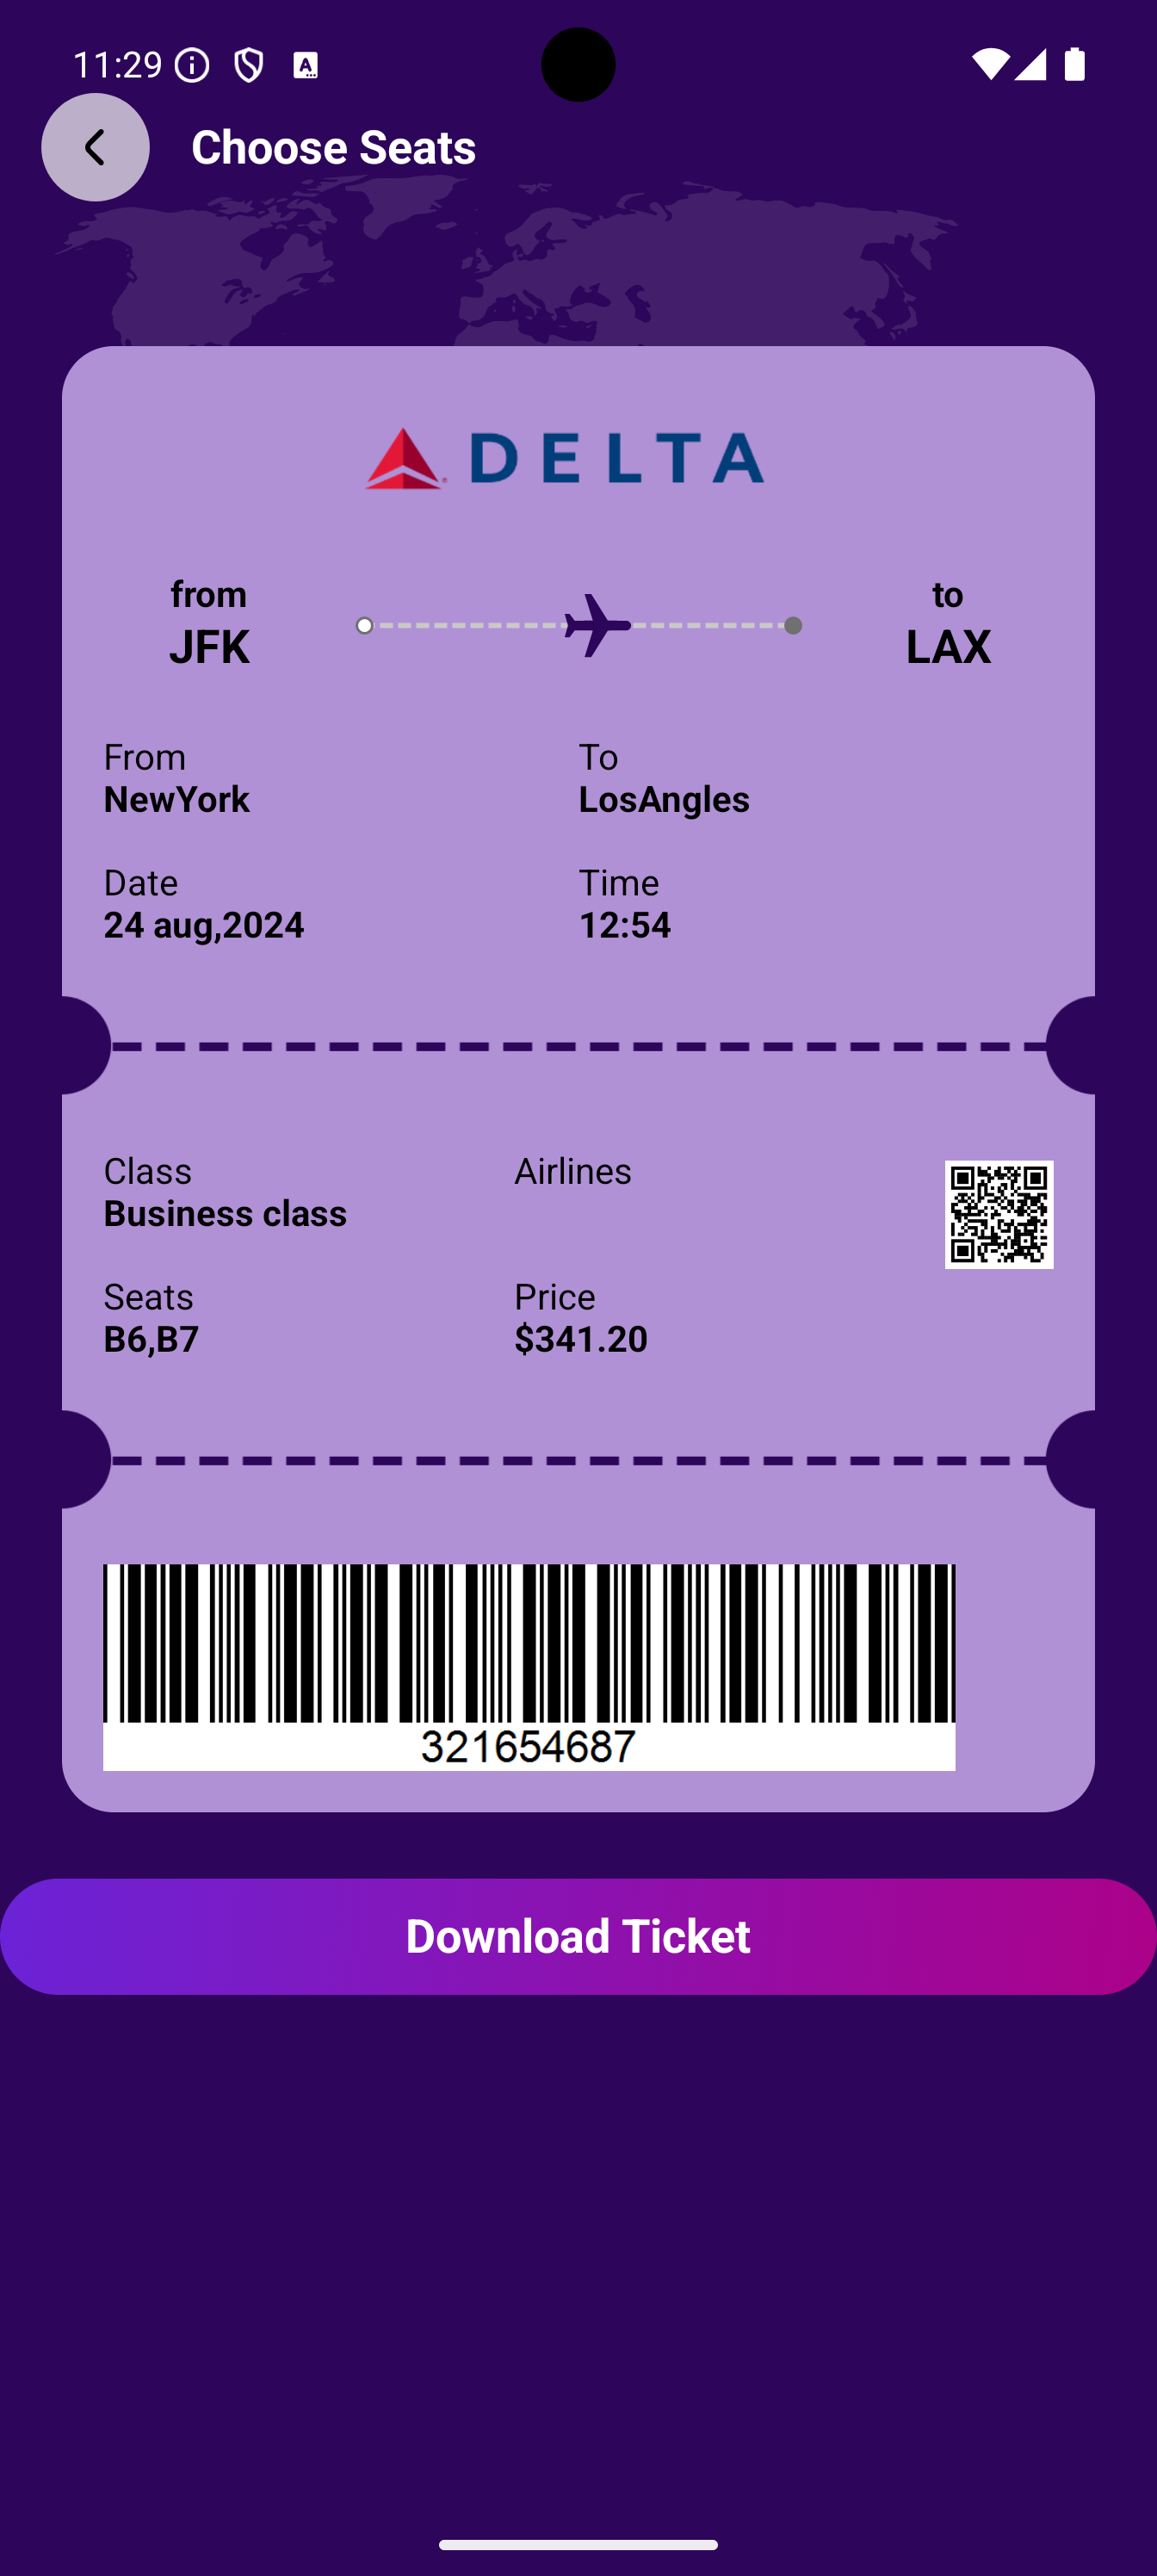 11:29
Choose Seats
DELTA
from
JFK
to
LAX
From
NewYork
To
LosAngles
Date
24 aug,2024
Time
12:54
Class
Business class
Airlines
Seats
B6,B7
Price
$341.20
321654687
Download Ticket